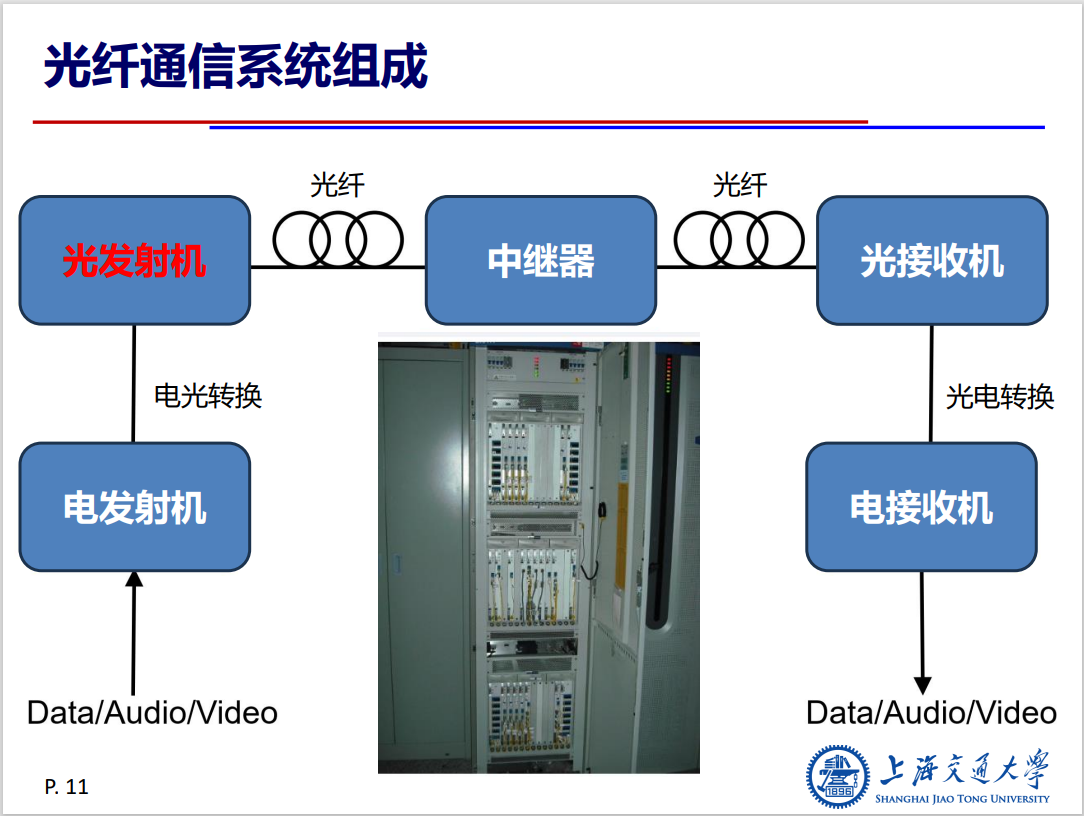 光纤通信系统组成
光纤
光纤
光发射机
中继器
光接收机
电光转换
光电转换
电发射机
电接收机
Data/Audio/Video
Data/Audio/Video
P. 11
1896
上海交通大学
SHANGHAI JIAO TONG UNIVERSITY